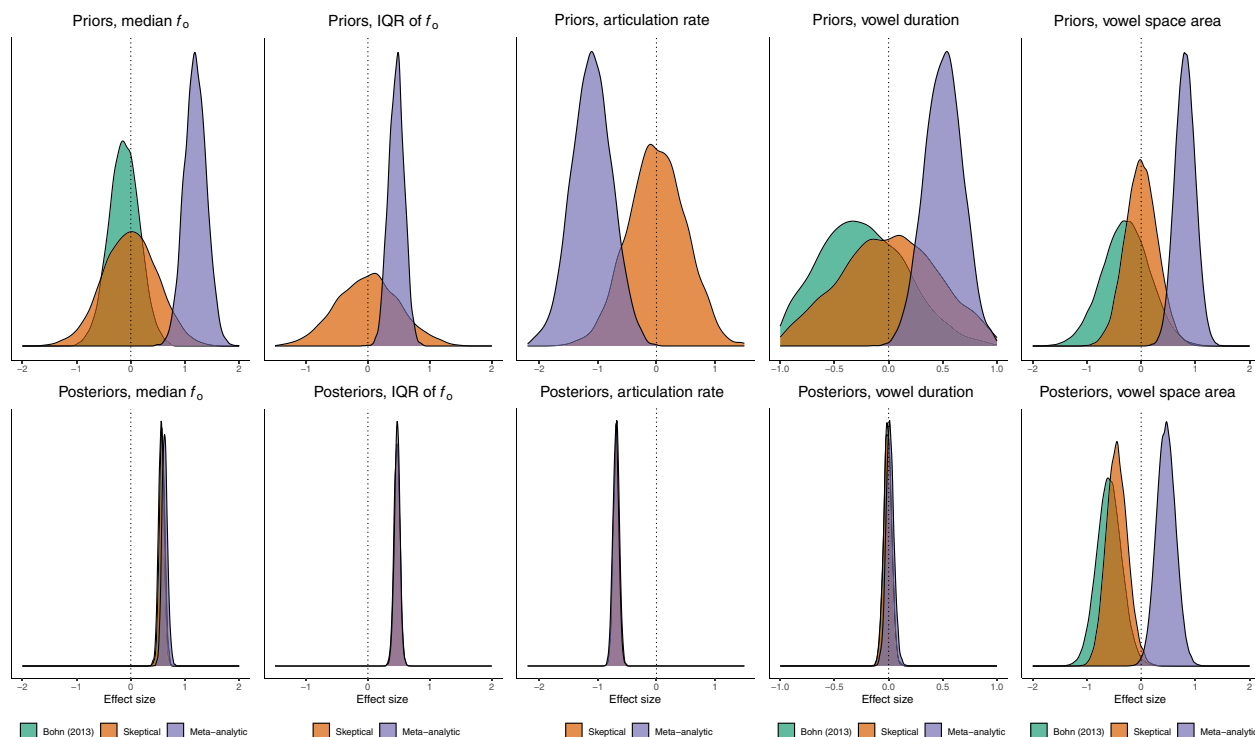 Priors, median fo
Priors, IQR of fo
Priors, articulation rate
Priors, vowel duration
Priors, vowel space area
−2 −1 0 1 2
−1 0 1 2
−2 −1 0 1
−1.0 −0.5 0.0 0.5 1.0
−2 −1 0 1 2
Posteriors, median fo
Posteriors, IQR of fo
Posteriors, articulation rate
Posteriors, vowel duration
Posteriors, vowel space area
−2 −1 0 1 2
−1 0 1 2
−2 −1 0 1
−1.0 −0.5 0.0 0.5 1.0
−2 −1 0 1 2
Effect size
Effect size
Effect size
Effect size
Effect size
Bohn (2013) Skeptical Meta−analytic
Skeptical Meta−analytic
Skeptical Meta−analytic
Bohn (2013) Skeptical Meta−analytic
Bohn (2013) Skeptical Meta−analytic